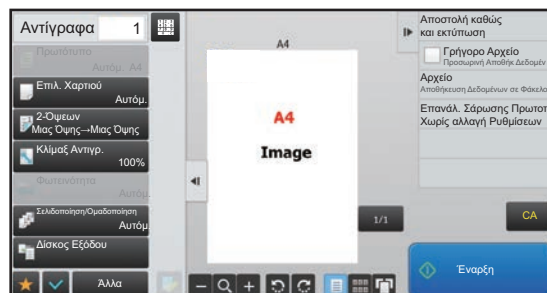 Αντίγραφα 1
Πρωτότυπο
Αυτόμ. A4
Επιλ. Χαρτιού
Αυτόμ.
2-Όψεων
Μιας Όψης→Μιας Όψης
Κλίμαξ Αντιγρ.
100%
Φωτεινότητα
Αυτόμ.
Σελιδοποίηση/Ομαδοποίηση
Αυτόμ.
Δίσκος Εξόδου
Άλλα
A4
A4
Image
1/1
Αποστολή καθώς
και εκτύπωση
Γρήγορο Αρχείο
Προσωρινή Αποθήκ Δεδομέν
Αρχείο
Αποθήκευση Δεδομένων σε Φάκελο
Επανάλ. Σάρωσης Πρωτοτ
Χωρίς αλλαγή Ρυθμίσεων
CA
Έναρξη